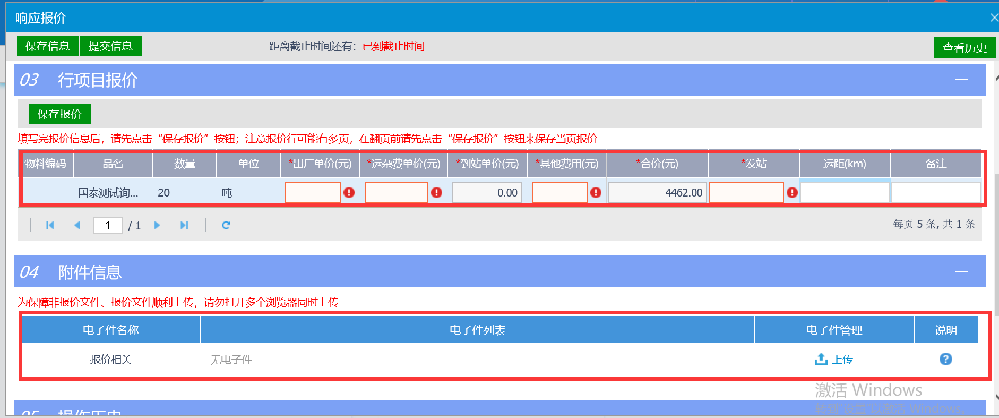 响应报价
保存信息 提交信息 距离截止时间还有：已到截止时间 查看历史
03 行项目报价
保存报价
填写完报价信息后，请先点击“保存报价”按钮；注意报价行可能有多页，在翻页前请先点击“保存报价”按钮来保存当页报价
物料编码 品名 数量 单位 *出厂单价(元) *运杂费单价(元) *到站单价(元) *其他费用(元) *合价(元) *发站 运距(km) 备注
国泰测试询... 20 吨 0.00 4462.00
1 / 1 每页 5 条, 共 1 条
04 附件信息
为保障非报价文件、报价文件顺利上传，请勿打开多个浏览器同时上传
电子件名称 电子件列表 电子件管理 说明
报价相关 无电子件 上传
激活 Windows
05 操作历史
转到"设置"以激活 Windows。